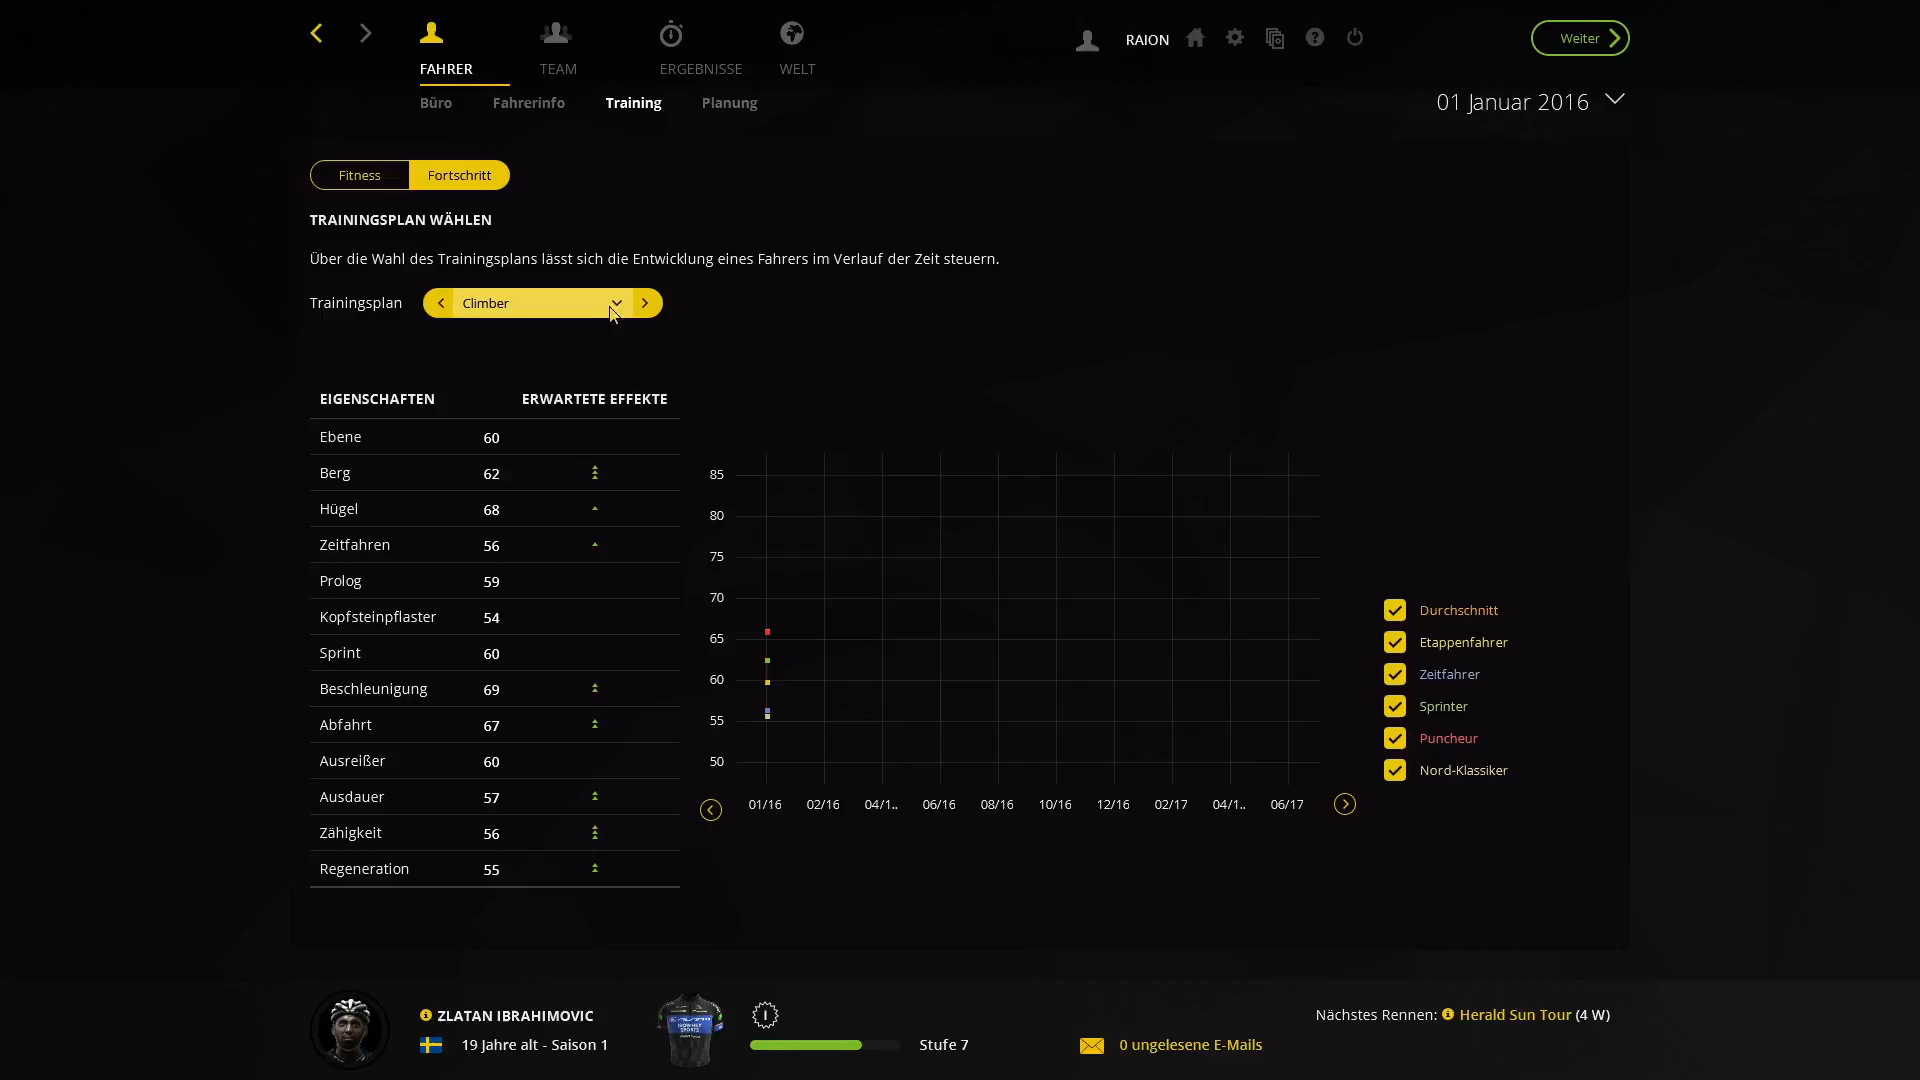 FAHRER
TEAM
ERGEBNISSE
WELT
RAION
Weiter
Büro
Fahrerinfo
Training
Planung
01 Januar 2016
Fitness
Fortschritt
TRAININGSPLAN WÄHLEN
Über die Wahl des Trainingsplans lässt sich die Entwicklung eines Fahrers im Verlauf der Zeit steuern.
Trainingsplan
Climber
EIGENSCHAFTEN ERWARTETE EFFEKTE
Ebene 60
Berg 62
Hügel 68
Zeitfahren 56
Prolog 59
Kopfsteinpflaster 54
Sprint 60
Beschleunigung 69
Abfahrt 67
Ausreißer 60
Ausdauer 57
Zähigkeit 56
Regeneration 55
85
80
75
70
65
60
55
50
01/16 02/16 04/1.. 06/16 08/16 10/16 12/16 02/17 04/1.. 06/17
Durchschnitt
Etappenfahrer
Zeitfahrer
Sprinter
Puncheur
Nord-Klassiker
ZLATAN IBRAHIMOVIC
19 Jahre alt - Saison 1
Stufe 7
0 ungelesene E-Mails
Nächstes Rennen: Herald Sun Tour (4 W)